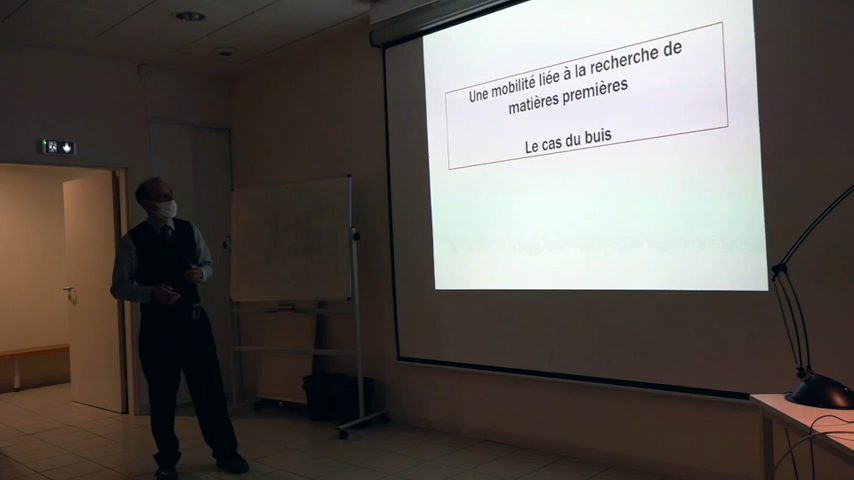 Une mobilité liée à la recherche de
matières premières
Le cas du buis